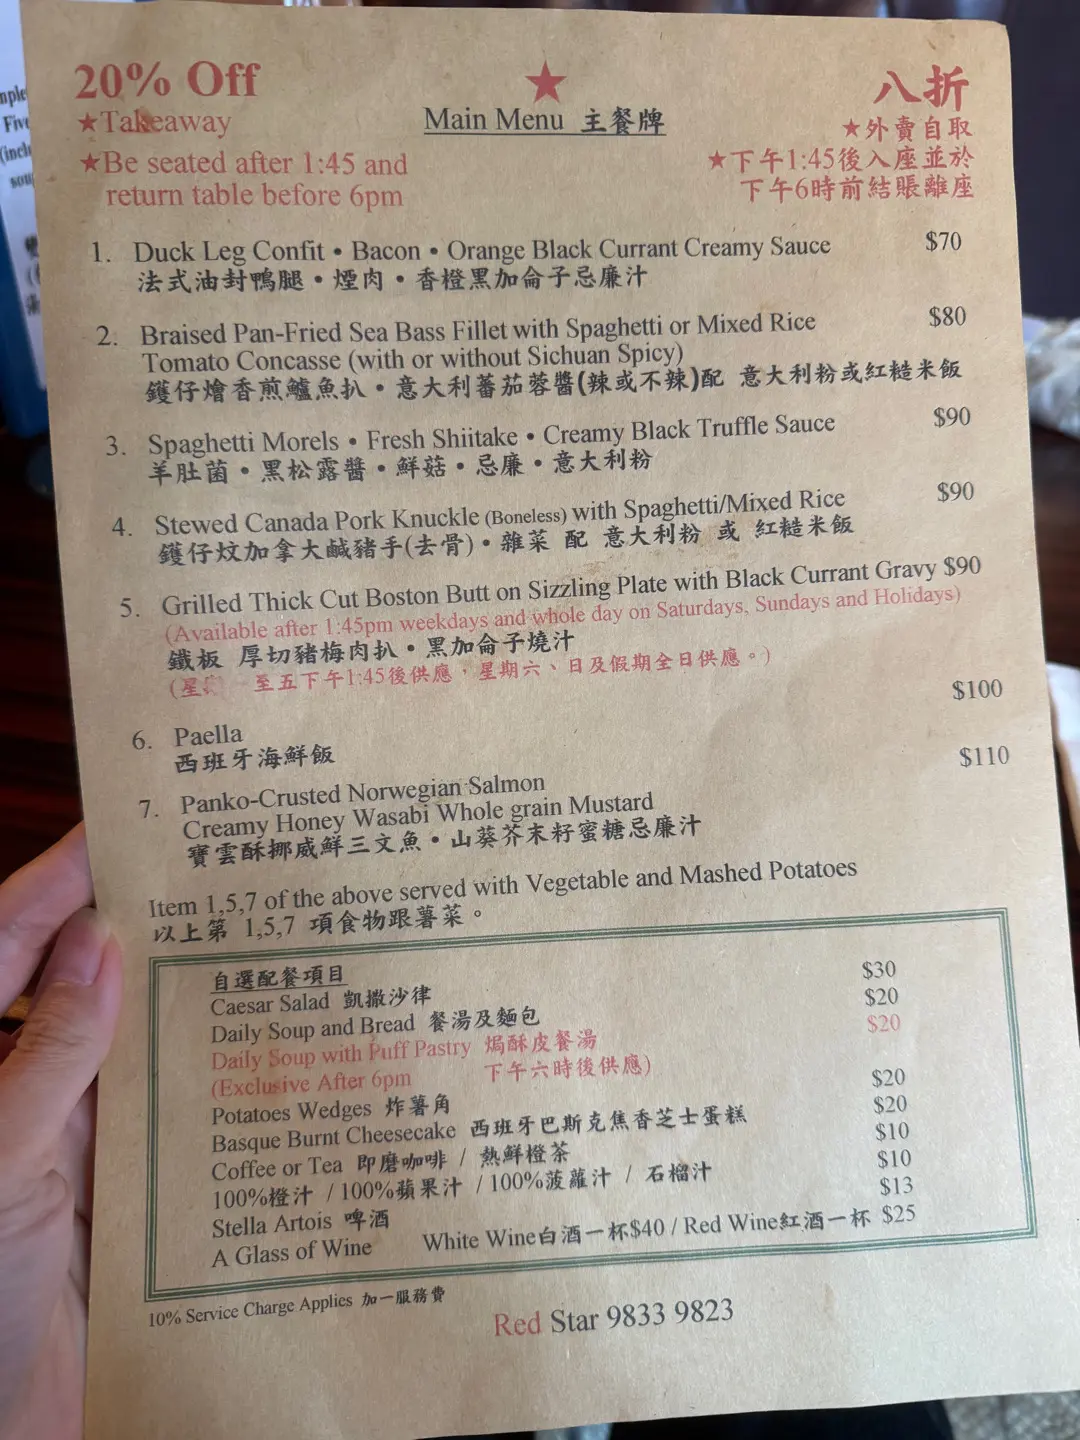 20% Off
★Takeaway
★Be seated after 1:45 and
return table before 6pm
★
Main Menu 主餐牌
八折
★外賣自取
★下午1:45後入座並於
下午6時前結賬離座
1. Duck Leg Confit • Bacon • Orange Black Currant Creamy Sauce $70
法式油封鴨腿•煙肉•香橙黑加侖子忌廉汁
2. Braised Pan-Fried Sea Bass Fillet with Spaghetti or Mixed Rice $80
Tomato Concasse (with or without Sichuan Spicy)
鑊仔燴香煎鱸魚扒•意大利蕃茄蓉醬(辣或不辣)配 意大利粉或紅糙米飯
3. Spaghetti Morels • Fresh Shiitake • Creamy Black Truffle Sauce $90
羊肚菌•黑松露醬•鮮菇•忌廉•意大利粉
4. Stewed Canada Pork Knuckle (Boneless) with Spaghetti/Mixed Rice $90
鑊仔炆加拿大鹹豬手(去骨)•雜菜 配 意大利粉 或 紅糙米飯
5. Grilled Thick Cut Boston Butt on Sizzling Plate with Black Currant Gravy $90
(Available after 1:45pm weekdays and whole day on Saturdays, Sundays and Holidays)
鐵板 厚切豬梅肉扒•黑加侖子燒汁
(星 一至五下午1:45後供應，星期六、日及假期全日供應。)
6. Paella $100
西班牙海鮮飯
7. Panko-Crusted Norwegian Salmon $110
Creamy Honey Wasabi Whole grain Mustard
寶雲酥挪威鮮三文魚•山葵芥末籽蜜糖忌廉汁
Item 1,5,7 of the above served with Vegetable and Mashed Potatoes
以上第 1,5,7 項食物跟薯菜。
自選配餐項目
Caesar Salad 凱撒沙律 $30
Daily Soup and Bread 餐湯及麵包 $20
Daily Soup with Puff Pastry 焗酥皮餐湯 $20
(Exclusive After 6pm 下午六時後供應)
Potatoes Wedges 炸薯角 $20
Basque Burnt Cheesecake 西班牙巴斯克焦香芝士蛋糕 $20
Coffee or Tea 即磨咖啡 / 熱鮮橙茶 $10
100%橙汁 / 100%蘋果汁 / 100%菠蘿汁 / 石榴汁 $10
Stella Artois 啤酒 $13
A Glass of Wine White Wine白酒一杯$40 / Red Wine紅酒一杯 $25
10% Service Charge Applies 加一服務費
Red Star 9833 9823